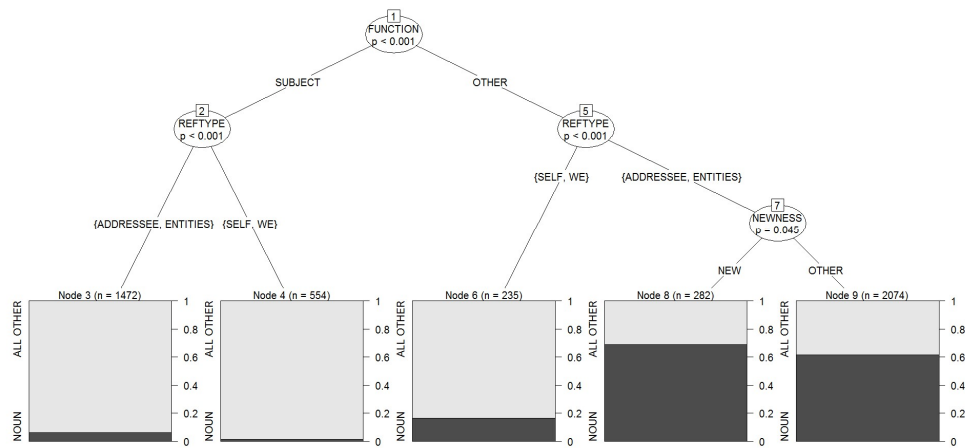 1
FUNCTION
p < 0.001
SUBJECT
OTHER
2
REFTYPE
p < 0.001
5
REFTYPE
p < 0.001
{SELF, WE}
{ADDRESSEE, ENTITIES}
{ADDRESSEE, ENTITIES}
{SELF, WE}
7
NEWNESS
p = 0.045
NEW
OTHER
Node 3 (n = 1472)
ALL OTHER
NOUN
1
0.8
0.6
0.4
0.2
0
Node 4 (n = 554)
ALL OTHER
NOUN
1
0.8
0.6
0.4
0.2
0
Node 6 (n = 235)
ALL OTHER
NOUN
1
0.8
0.6
0.4
0.2
0
Node 8 (n = 282)
ALL OTHER
NOUN
1
0.8
0.6
0.4
0.2
0
Node 9 (n = 2074)
ALL OTHER
NOUN
1
0.8
0.6
0.4
0.2
0